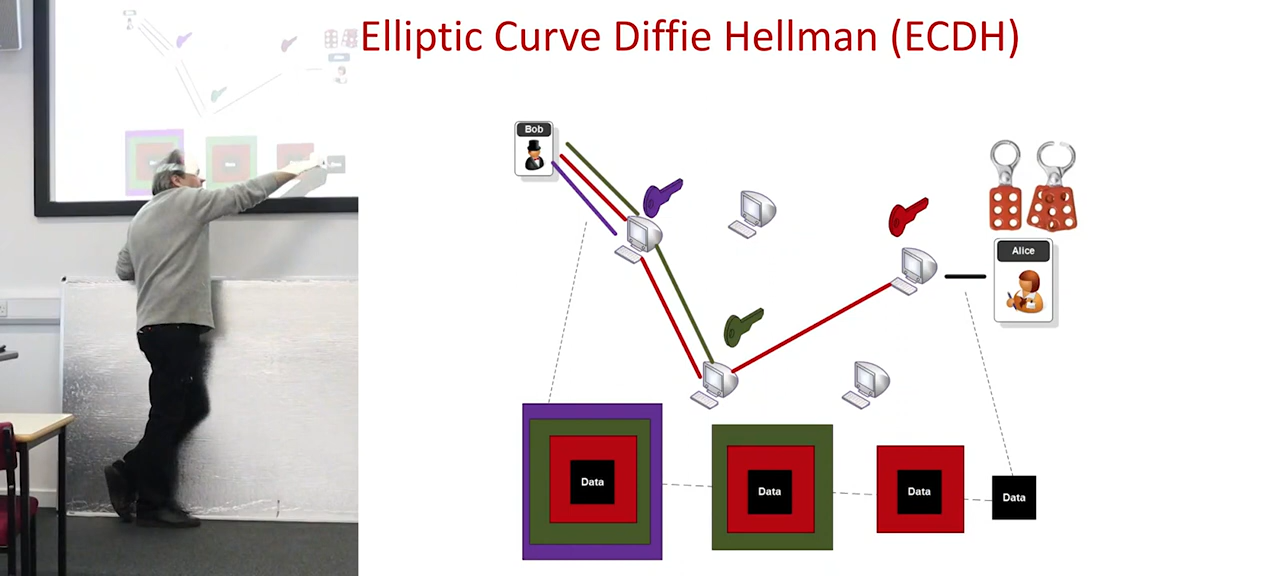 Elliptic Curve Diffie Hellman (ECDH)
Bob
Alice
Data
Data
Data
Data